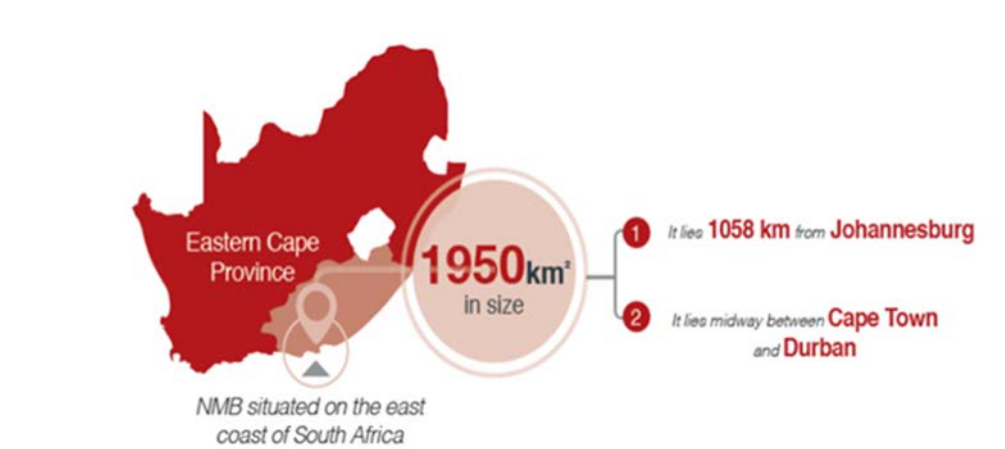 Eastern Cape
Province
1950km²
in size
1 It lies 1058 km from Johannesburg
2 It lies midway between Cape Town
and Durban
NMB situated on the east
coast of South Africa